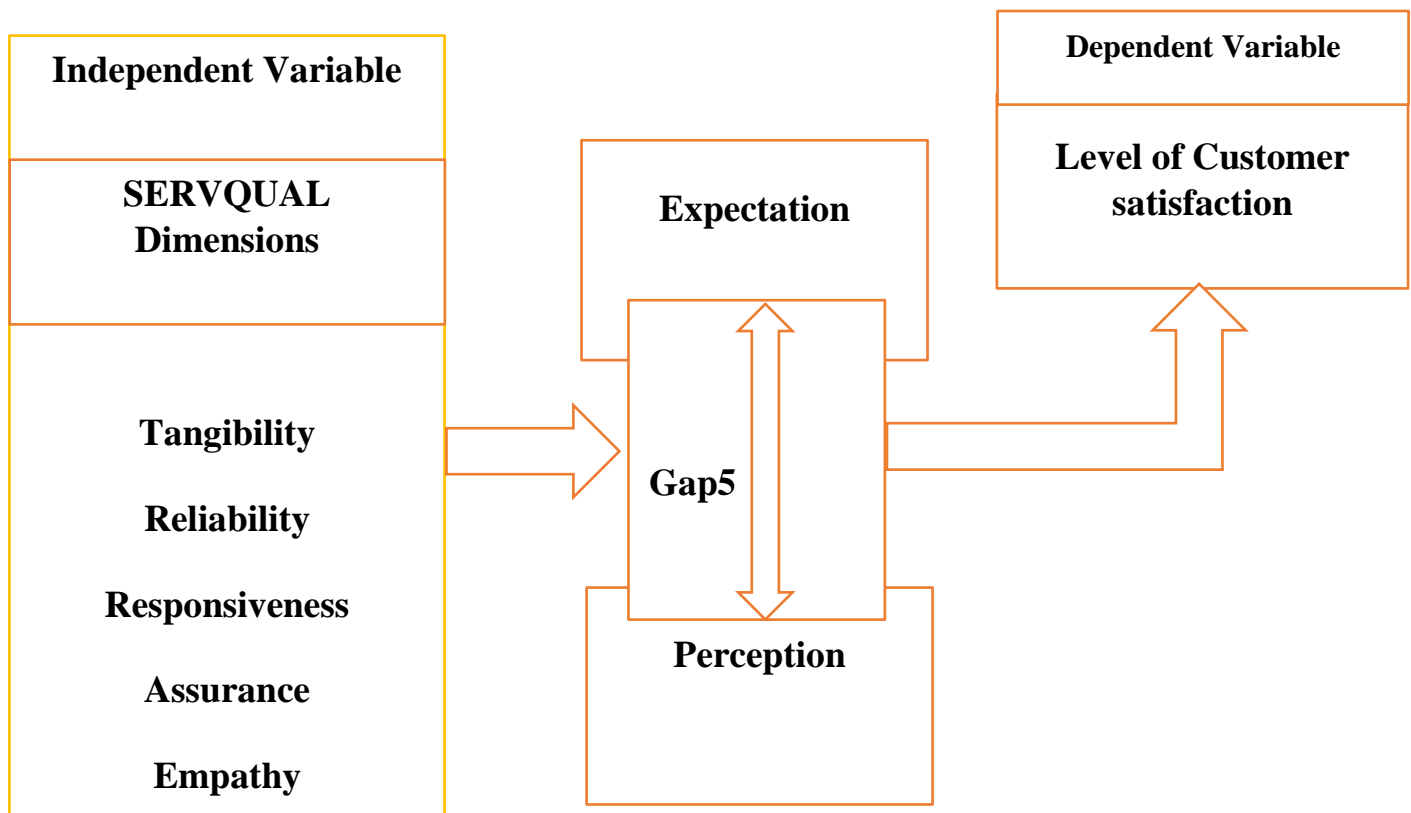 Independent Variable
SERVQUAL
Dimensions
Tangibility
Reliability
Responsiveness
Assurance
Empathy
Expectation
Gap5
Perception
Dependent Variable
Level of Customer
satisfaction